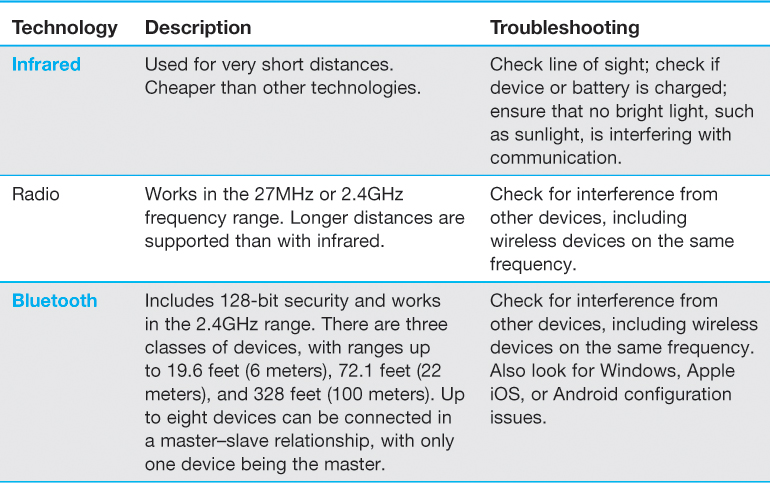 Technology Description Troubleshooting
Infrared
Used for very short distances.
Cheaper than other technologies.
Check line of sight; check if
device or battery is charged;
ensure that no bright light, such
as sunlight, is interfering with
communication.
Radio
Works in the 27MHz or 2.4GHz
frequency range. Longer distances are
supported than with infrared.
Check for interference from
other devices, including
wireless devices on the same
frequency.
Bluetooth
Includes 128-bit security and works
in the 2.4GHz range. There are three
classes of devices, with ranges up
to 19.6 feet (6 meters), 72.1 feet (22
meters), and 328 feet (100 meters). Up
to eight devices can be connected in
a master–slave relationship, with only
one device being the master.
Check for interference from
other devices, including wireless
devices on the same frequency.
Also look for Windows, Apple
iOS, or Android configuration
issues.